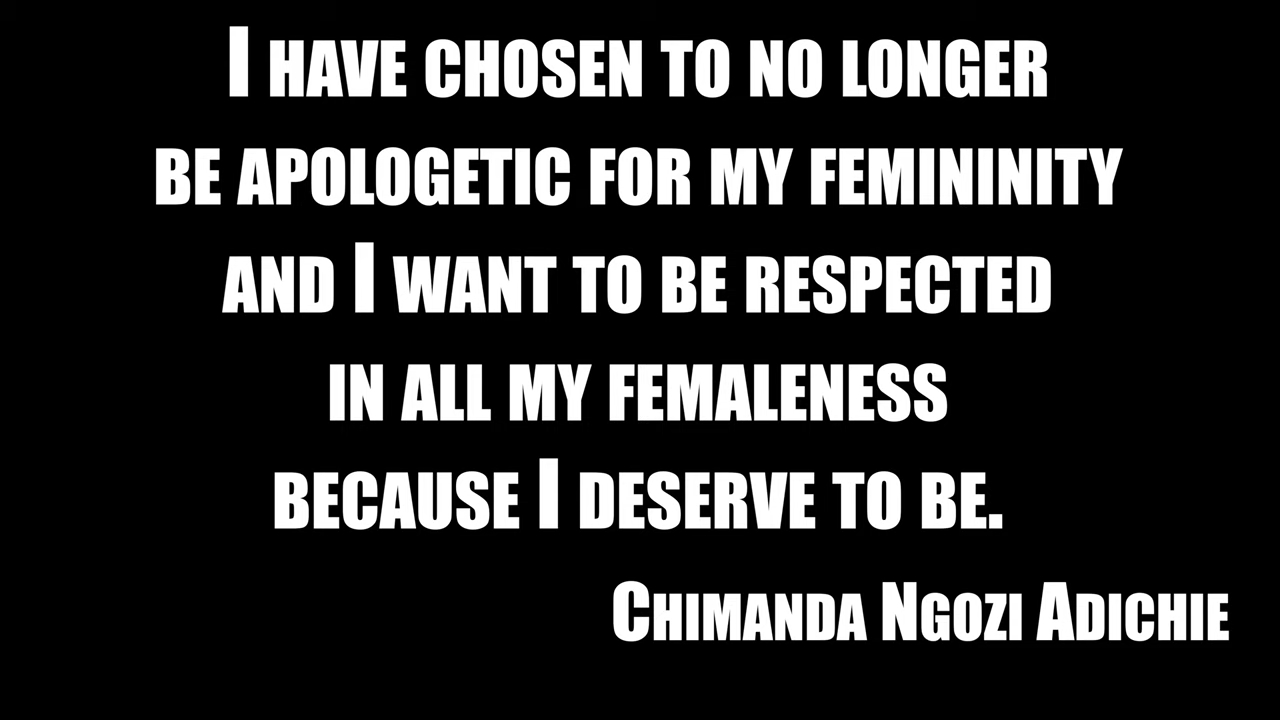 I HAVE CHOSEN TO NO LONGER
BE APOLOGETIC FOR MY FEMININITY
AND I WANT TO BE RESPECTED
IN ALL MY FEMALENESS
BECAUSE I DESERVE TO BE.
CHIMANDA NGOZI ADICHIE